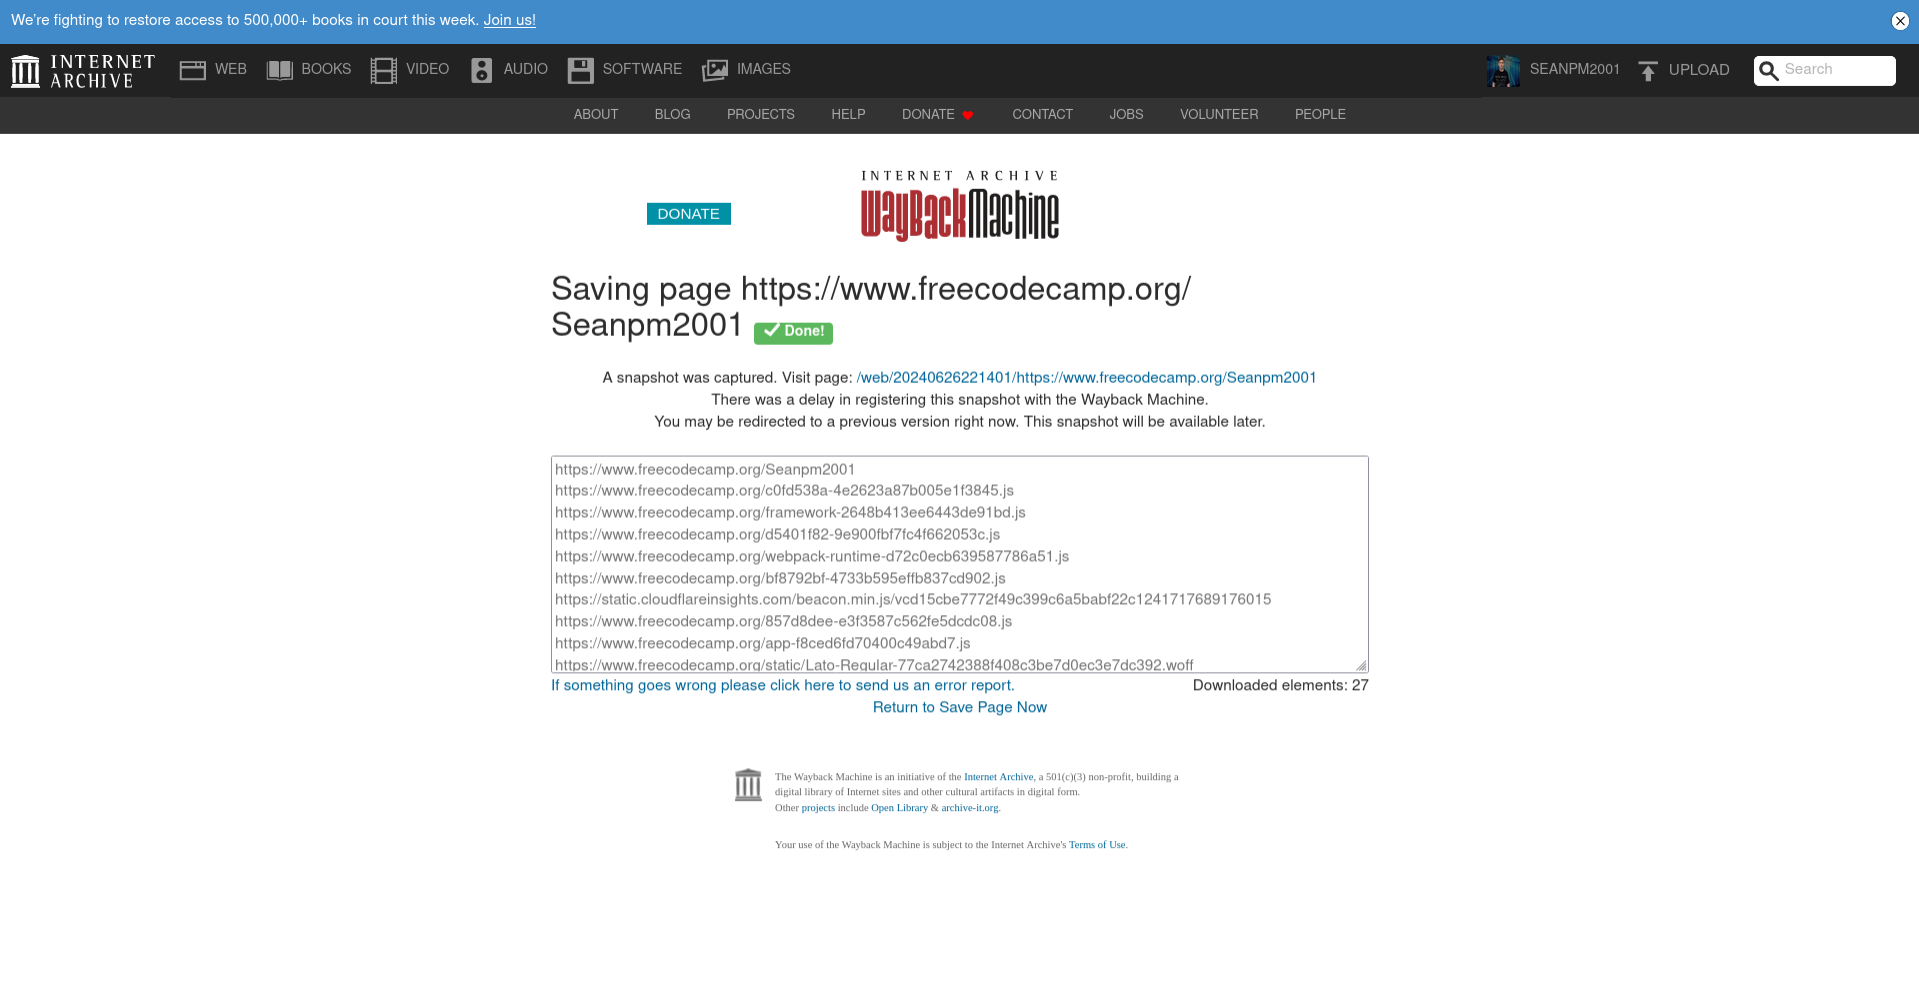 We're fighting to restore access to 500,000+ books in court this week. Join us!
INTERNET ARCHIVE
WEB BOOKS VIDEO AUDIO SOFTWARE IMAGES SEANPM2001 UPLOAD Search
ABOUT BLOG PROJECTS HELP DONATE CONTACT JOBS VOLUNTEER PEOPLE
INTERNET ARCHIVE
DONATE
WayBackMachine
Saving page https://www.freecodecamp.org/
Seanpm2001 Done!
A snapshot was captured. Visit page: /web/20240626221401/https://www.freecodecamp.org/Seanpm2001
There was a delay in registering this snapshot with the Wayback Machine.
You may be redirected to a previous version right now. This snapshot will be available later.
https://www.freecodecamp.org/Seanpm2001
https://www.freecodecamp.org/c0fd538a-4e2623a87b005e1f3845.js
https://www.freecodecamp.org/framework-2648b413ee6443de91bd.js
https://www.freecodecamp.org/d5401f82-9e900fbf7fc4f662053c.js
https://www.freecodecamp.org/webpack-runtime-d72c0ecb639587786a51.js
https://www.freecodecamp.org/bf8792bf-4733b595effb837cd902.js
https://static.cloudflareinsights.com/beacon.min.js/vcd15cbe7772f49c399c6a5babf22c1241717689176015
https://www.freecodecamp.org/857d8dee-e3f3587c562fe5dcdc08.js
https://www.freecodecamp.org/app-f8ced6fd70400c49abd7.js
https://www.freecodecamp.org/static/Lato-Regular-77ca2742388f408c3be7d0ec3e7dc392.woff
If something goes wrong please click here to send us an error report. Downloaded elements: 27
Return to Save Page Now
The Wayback Machine is an initiative of the Internet Archive, a 501(c)(3) non-profit, building a
digital library of Internet sites and other cultural artifacts in digital form.
Other projects include Open Library & archive-it.org.
Your use of the Wayback Machine is subject to the Internet Archive's Terms of Use.